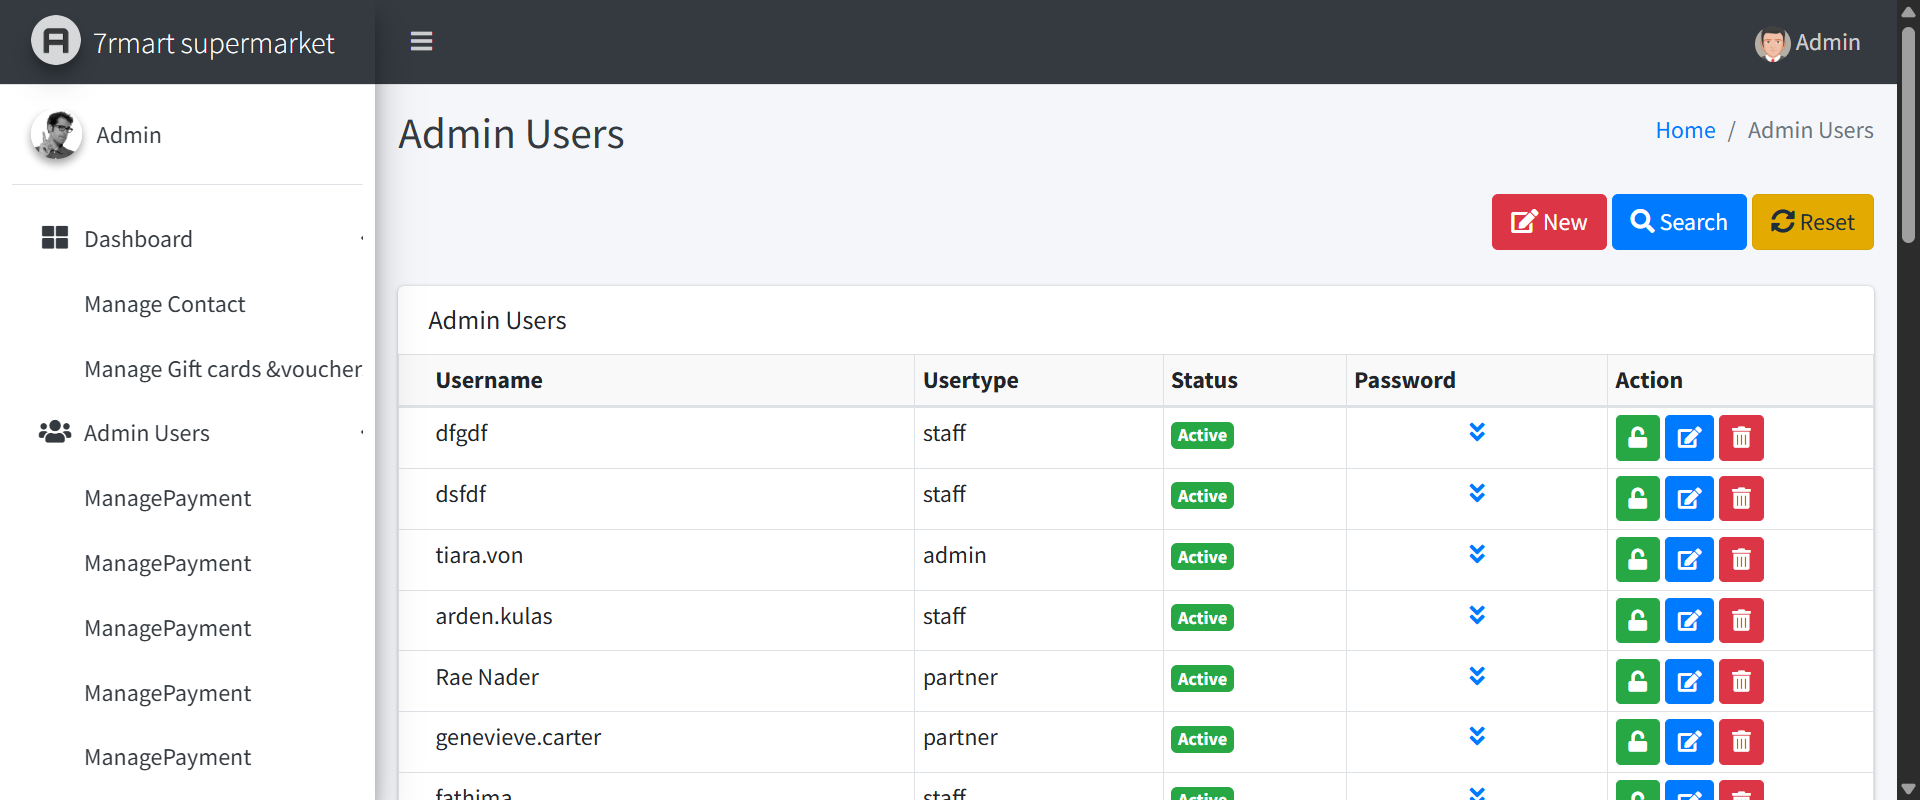 7rmart supermarket
Admin
Admin
Dashboard
Manage Contact
Manage Gift cards &voucher
Admin Users
ManagePayment
ManagePayment
ManagePayment
ManagePayment
ManagePayment
Admin Users
Home / Admin Users
New Search Reset
Admin Users
Username Usertype Status Password Action
dfgdf staff Active
dsfdf staff Active
tiara.von admin Active
arden.kulas staff Active
Rae Nader partner Active
genevieve.carter partner Active
fathima staff Active